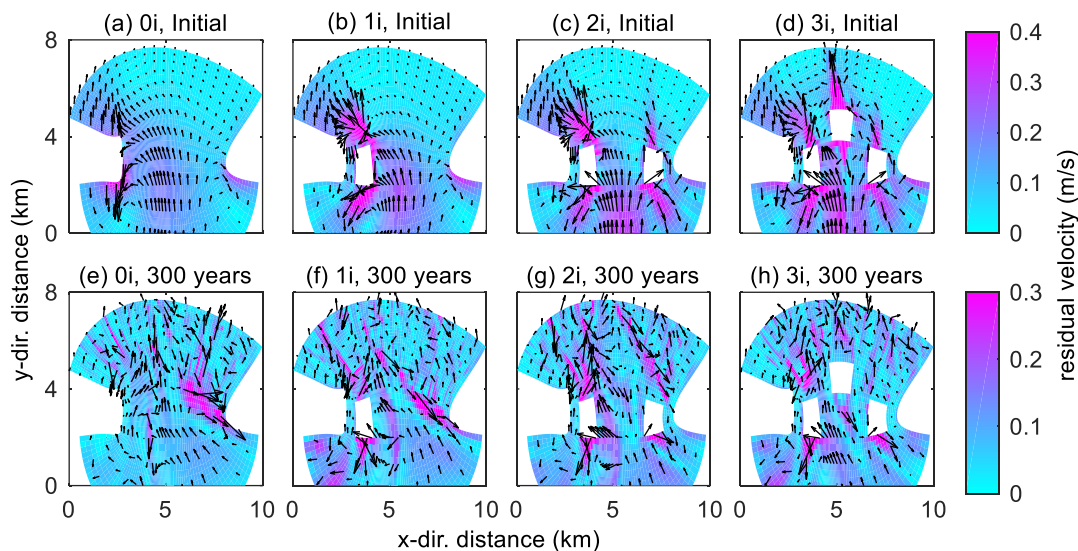 (a) 0i, Initial
(b) 1i, Initial
(c) 2i, Initial
(d) 3i, Initial
8
4
0
0.4
0.3
0.2
0.1
0
(e) 0i, 300 years
(f) 1i, 300 years
(g) 2i, 300 years
(h) 3i, 300 years
8
4
0
0 5 10
0 5 10
0 5 10
0 5 10
0.3
0.2
0.1
0
y-dir. distance (km)
x-dir. distance (km)
residual velocity (m/s)